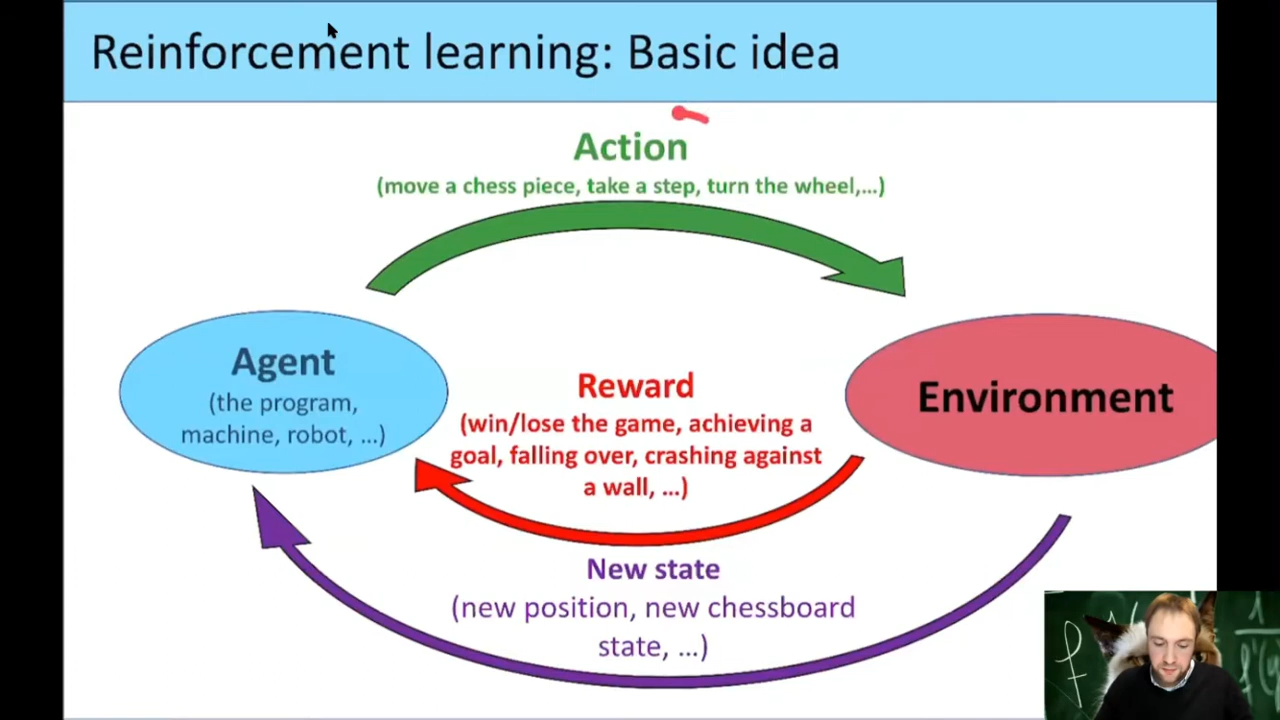 Reinforcement learning: Basic idea
Action
(move a chess piece, take a step, turn the wheel,...)
Agent
(the program,
machine, robot, ...)
Reward
(win/lose the game, achieving a
goal, falling over, crashing against
a wall, ...)
Environment
New state
(new position, new chessboard
state, ...)